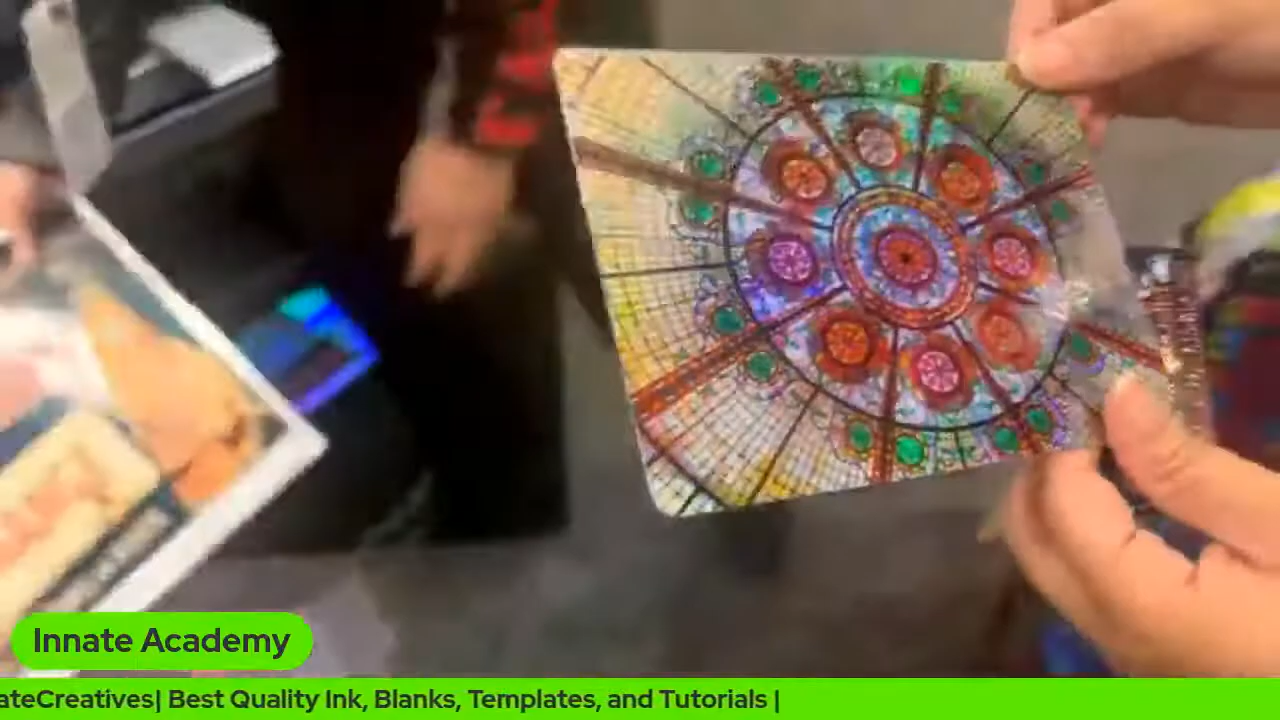 Innate Academy
ateCreatives| Best Quality Ink, Blanks, Templates, and Tutorials |